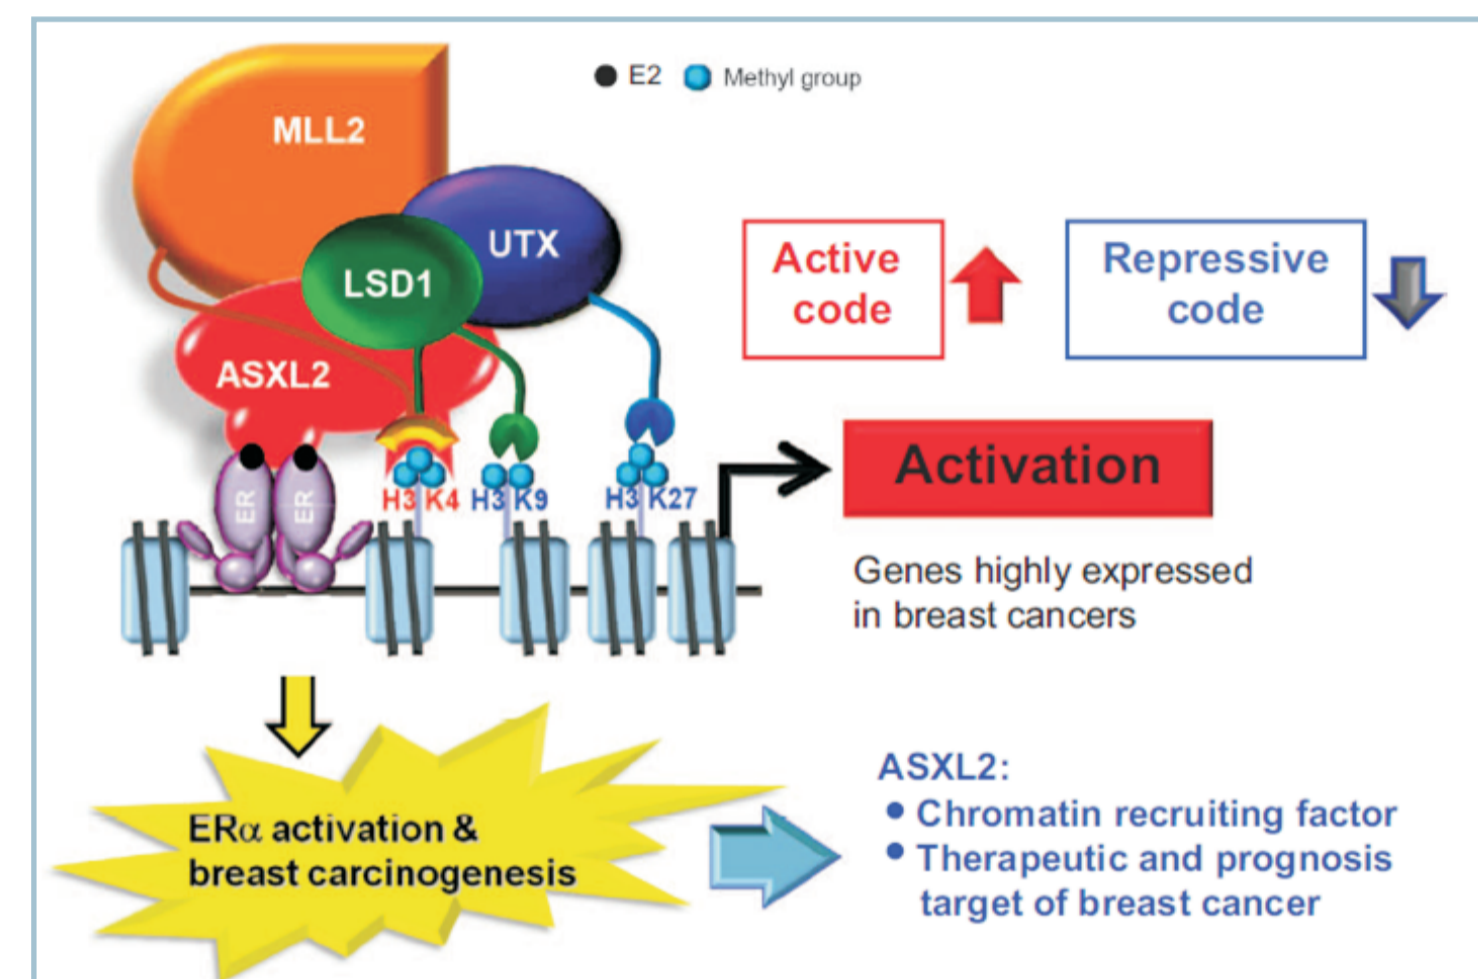 E2 Methyl group
MLL2
UTX
LSD1
ASXL2
Active
code
Repressive
code
ER ER
H3 K4 H3 K9 H3 K27
Activation
Genes highly expressed
in breast cancers
ERα activation &
breast carcinogenesis
ASXL2:
• Chromatin recruiting factor
• Therapeutic and prognosis
target of breast cancer